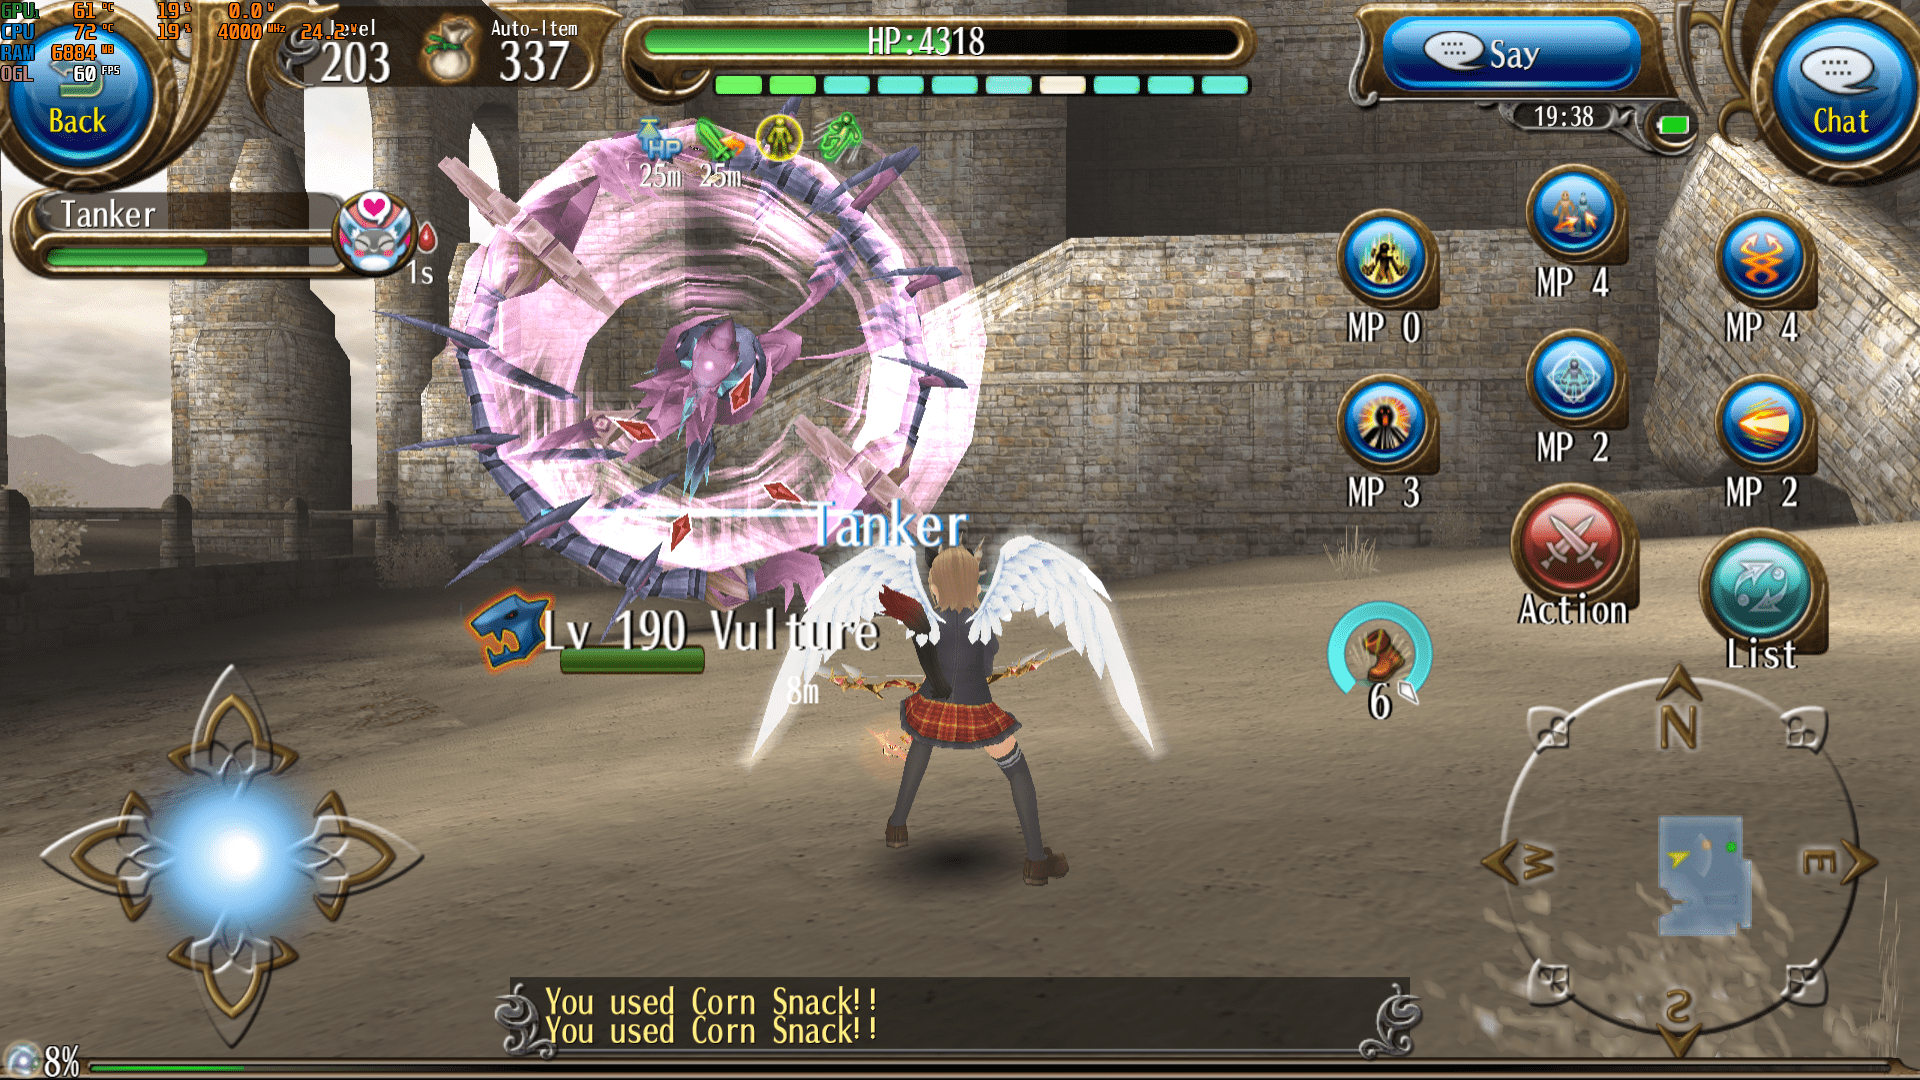 GPU₁ 61 °C 19 % 0.0 W
CPU 72 °C 19 % 4000 MHz 24.2 W
RAM 6884 MB
OGL 60 FPS
Back
Level
203
Auto-Item
337
HP:4318
Say
19:38
Chat
HP
25m 25m
Tanker
1s
MP 4
MP 0
MP 4
MP 2
MP 3
MP 2
Tanker
Action
Lv 190 Vulture
List
8m
6
N
W
E
S
You used Corn Snack!!
You used Corn Snack!!
8%